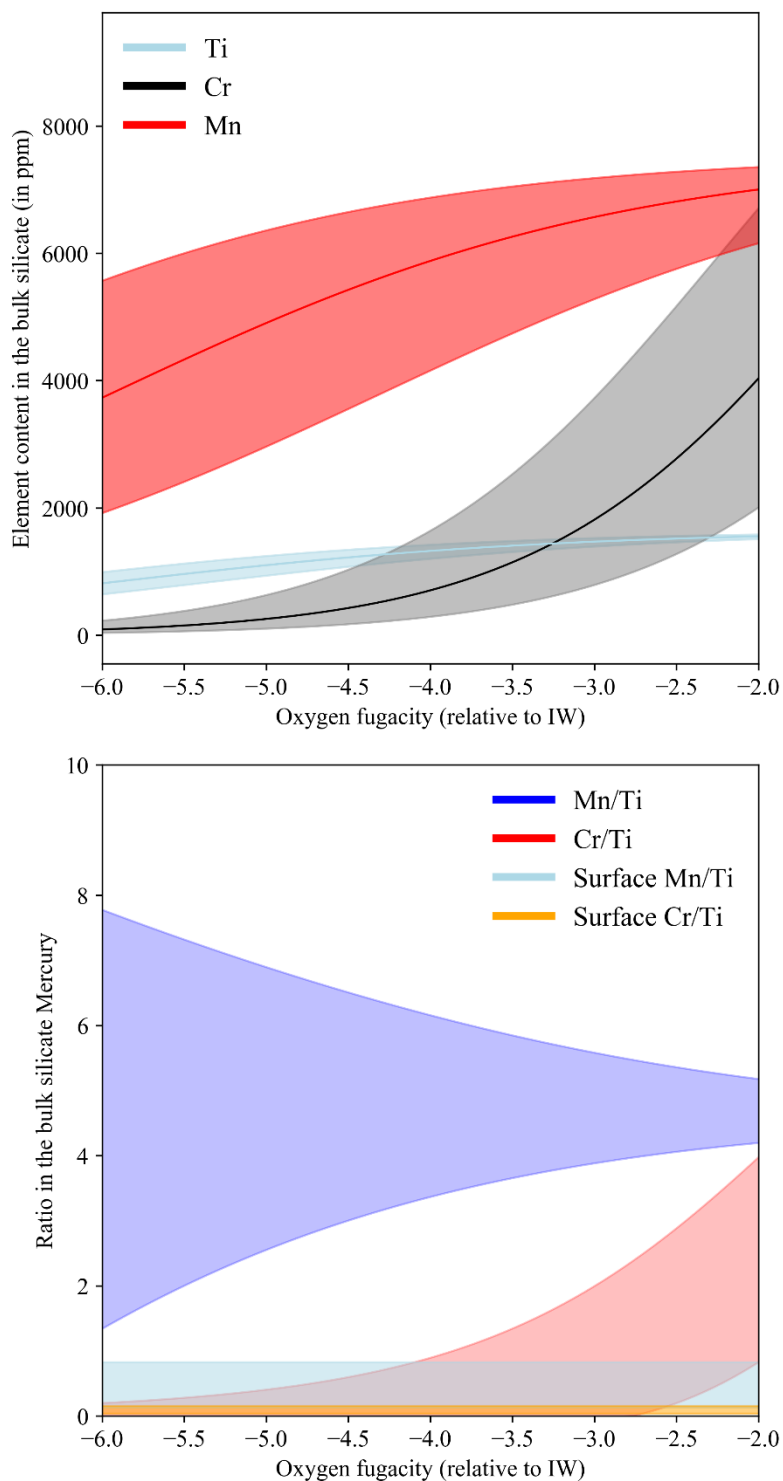 Ti
Cr
Mn
Element content in the bulk silicate (in ppm)
8000
6000
4000
2000
0
−6.0 −5.5 −5.0 −4.5 −4.0 −3.5 −3.0 −2.5 −2.0
Oxygen fugacity (relative to IW)
Mn/Ti
Cr/Ti
Surface Mn/Ti
Surface Cr/Ti
Ratio in the bulk silicate Mercury
10
8
6
4
2
0
−6.0 −5.5 −5.0 −4.5 −4.0 −3.5 −3.0 −2.5 −2.0
Oxygen fugacity (relative to IW)